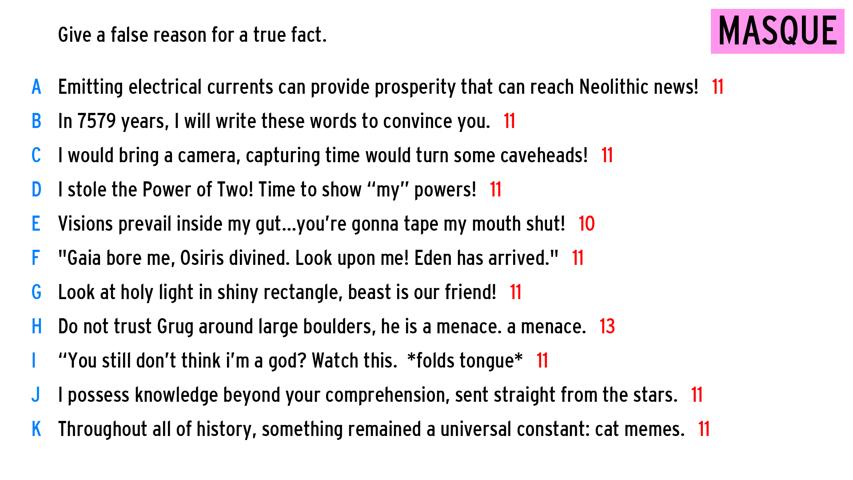 Give a false reason for a true fact.
MASQUE
A Emitting electrical currents can provide prosperity that can reach Neolithic news! 11
B In 7579 years, I will write these words to convince you. 11
C I would bring a camera, capturing time would turn some caveheads! 11
D I stole the Power of Two! Time to show “my” powers! 11
E Visions prevail inside my gut...you’re gonna tape my mouth shut! 10
F "Gaia bore me, Osiris divined. Look upon me! Eden has arrived." 11
G Look at holy light in shiny rectangle, beast is our friend! 11
H Do not trust Grug around large boulders, he is a menace. a menace. 13
I “You still don’t think i’m a god? Watch this. *folds tongue* 11
J I possess knowledge beyond your comprehension, sent straight from the stars. 11
K Throughout all of history, something remained a universal constant: cat memes. 11